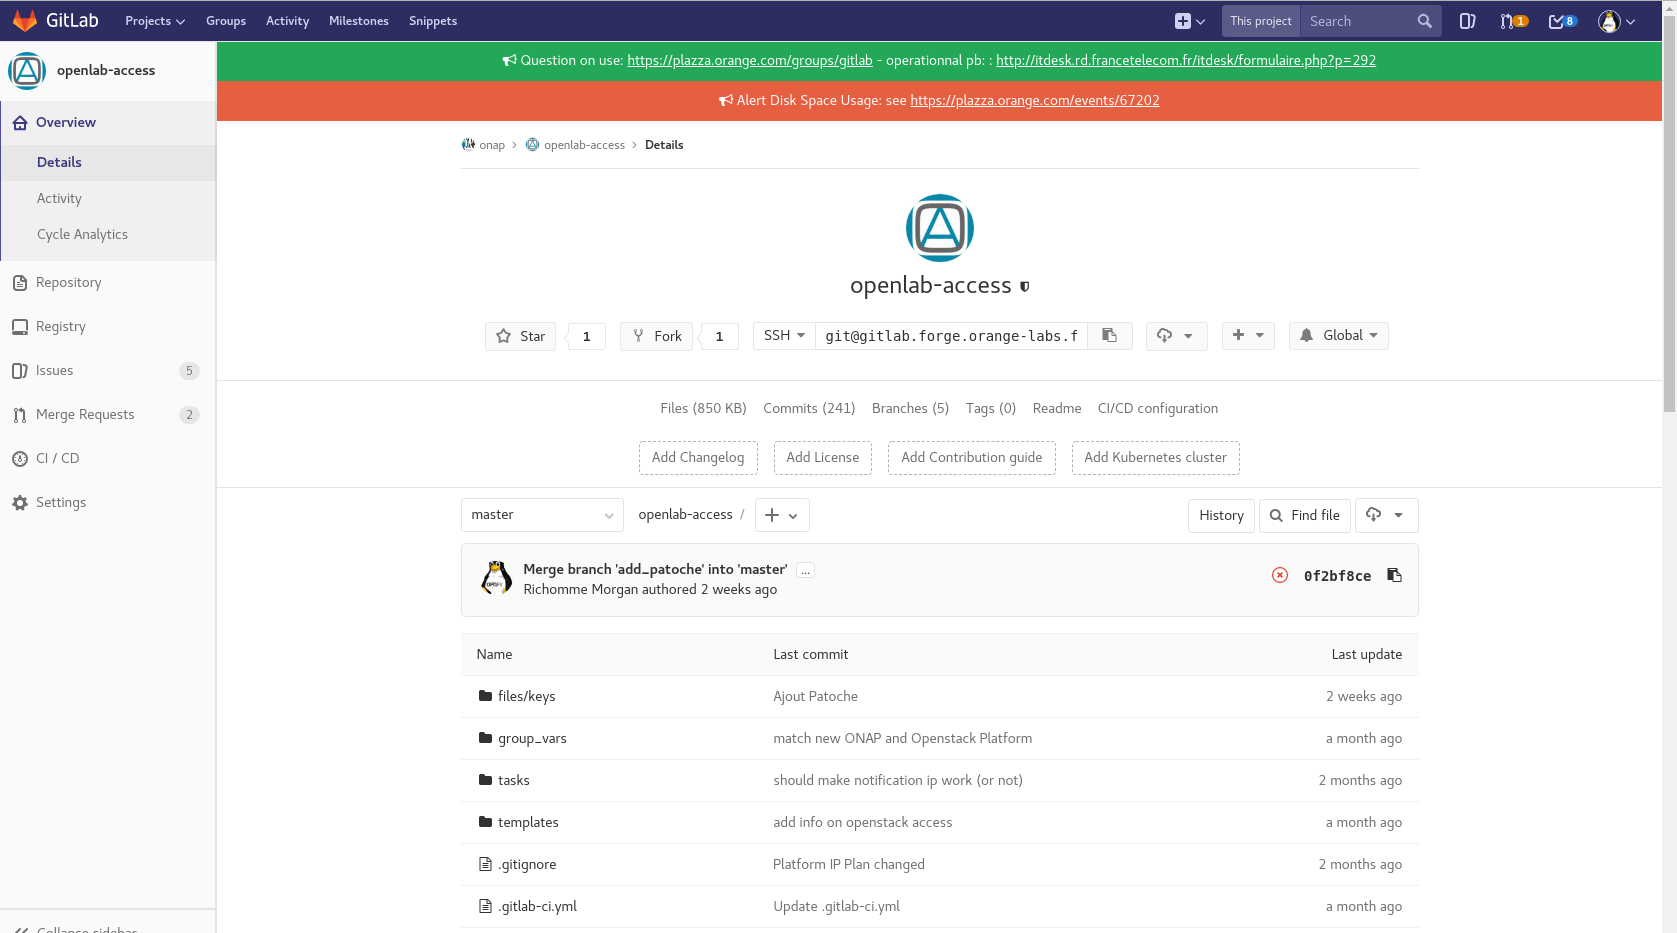 GitLab Projects Groups Activity Milestones Snippets This project Search 1 8
openlab-access
Question on use: https://plazza.orange.com/groups/gitlab - operationnal pb: : http://itdesk.rd.francetelecom.fr/itdesk/formulaire.php?p=292
Alert Disk Space Usage: see https://plazza.orange.com/events/67202
Overview
Details
Activity
Cycle Analytics
Repository
Registry
Issues 5
Merge Requests 2
CI / CD
Settings
Collapse sidebar
onap > openlab-access > Details
openlab-access
Star 1 Fork 1 SSH git@gitlab.forge.orange-labs.f Global
Files (850 KB) Commits (241) Branches (5) Tags (0) Readme CI/CD configuration
Add Changelog Add License Add Contribution guide Add Kubernetes cluster
master openlab-access / History Find file
Merge branch 'add_patoche' into 'master' ...
Richomme Morgan authored 2 weeks ago
0f2bf8ce
Name Last commit Last update
files/keys Ajout Patoche 2 weeks ago
group_vars match new ONAP and Openstack Platform a month ago
tasks should make notification ip work (or not) 2 months ago
templates add info on openstack access a month ago
.gitignore Platform IP Plan changed 2 months ago
.gitlab-ci.yml Update .gitlab-ci.yml a month ago